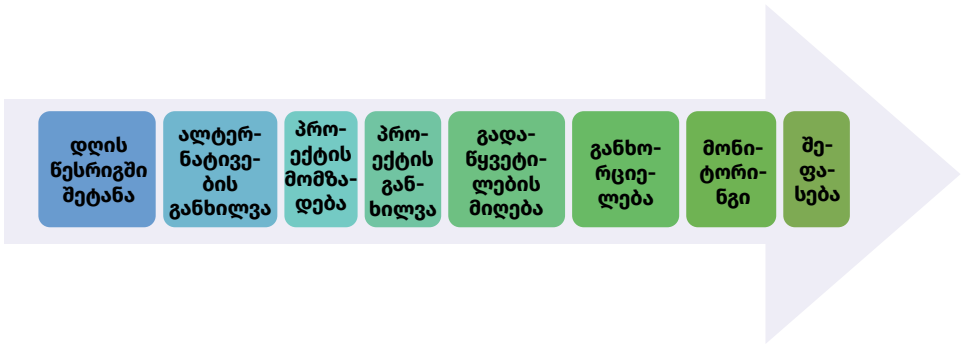 დღის
წესრიგში
შეტანა
ალტერ-
ნატივე-
ბის
განხილვა
პრო-
ექტის
მომზა-
დება
პრო-
ექტის
გან-
ხილვა
გადა-
წყვეტი-
ლების
მიღება
განხო-
რციე-
ლება
მონი-
ტორი-
ნგი
შე-
ფა-
სება